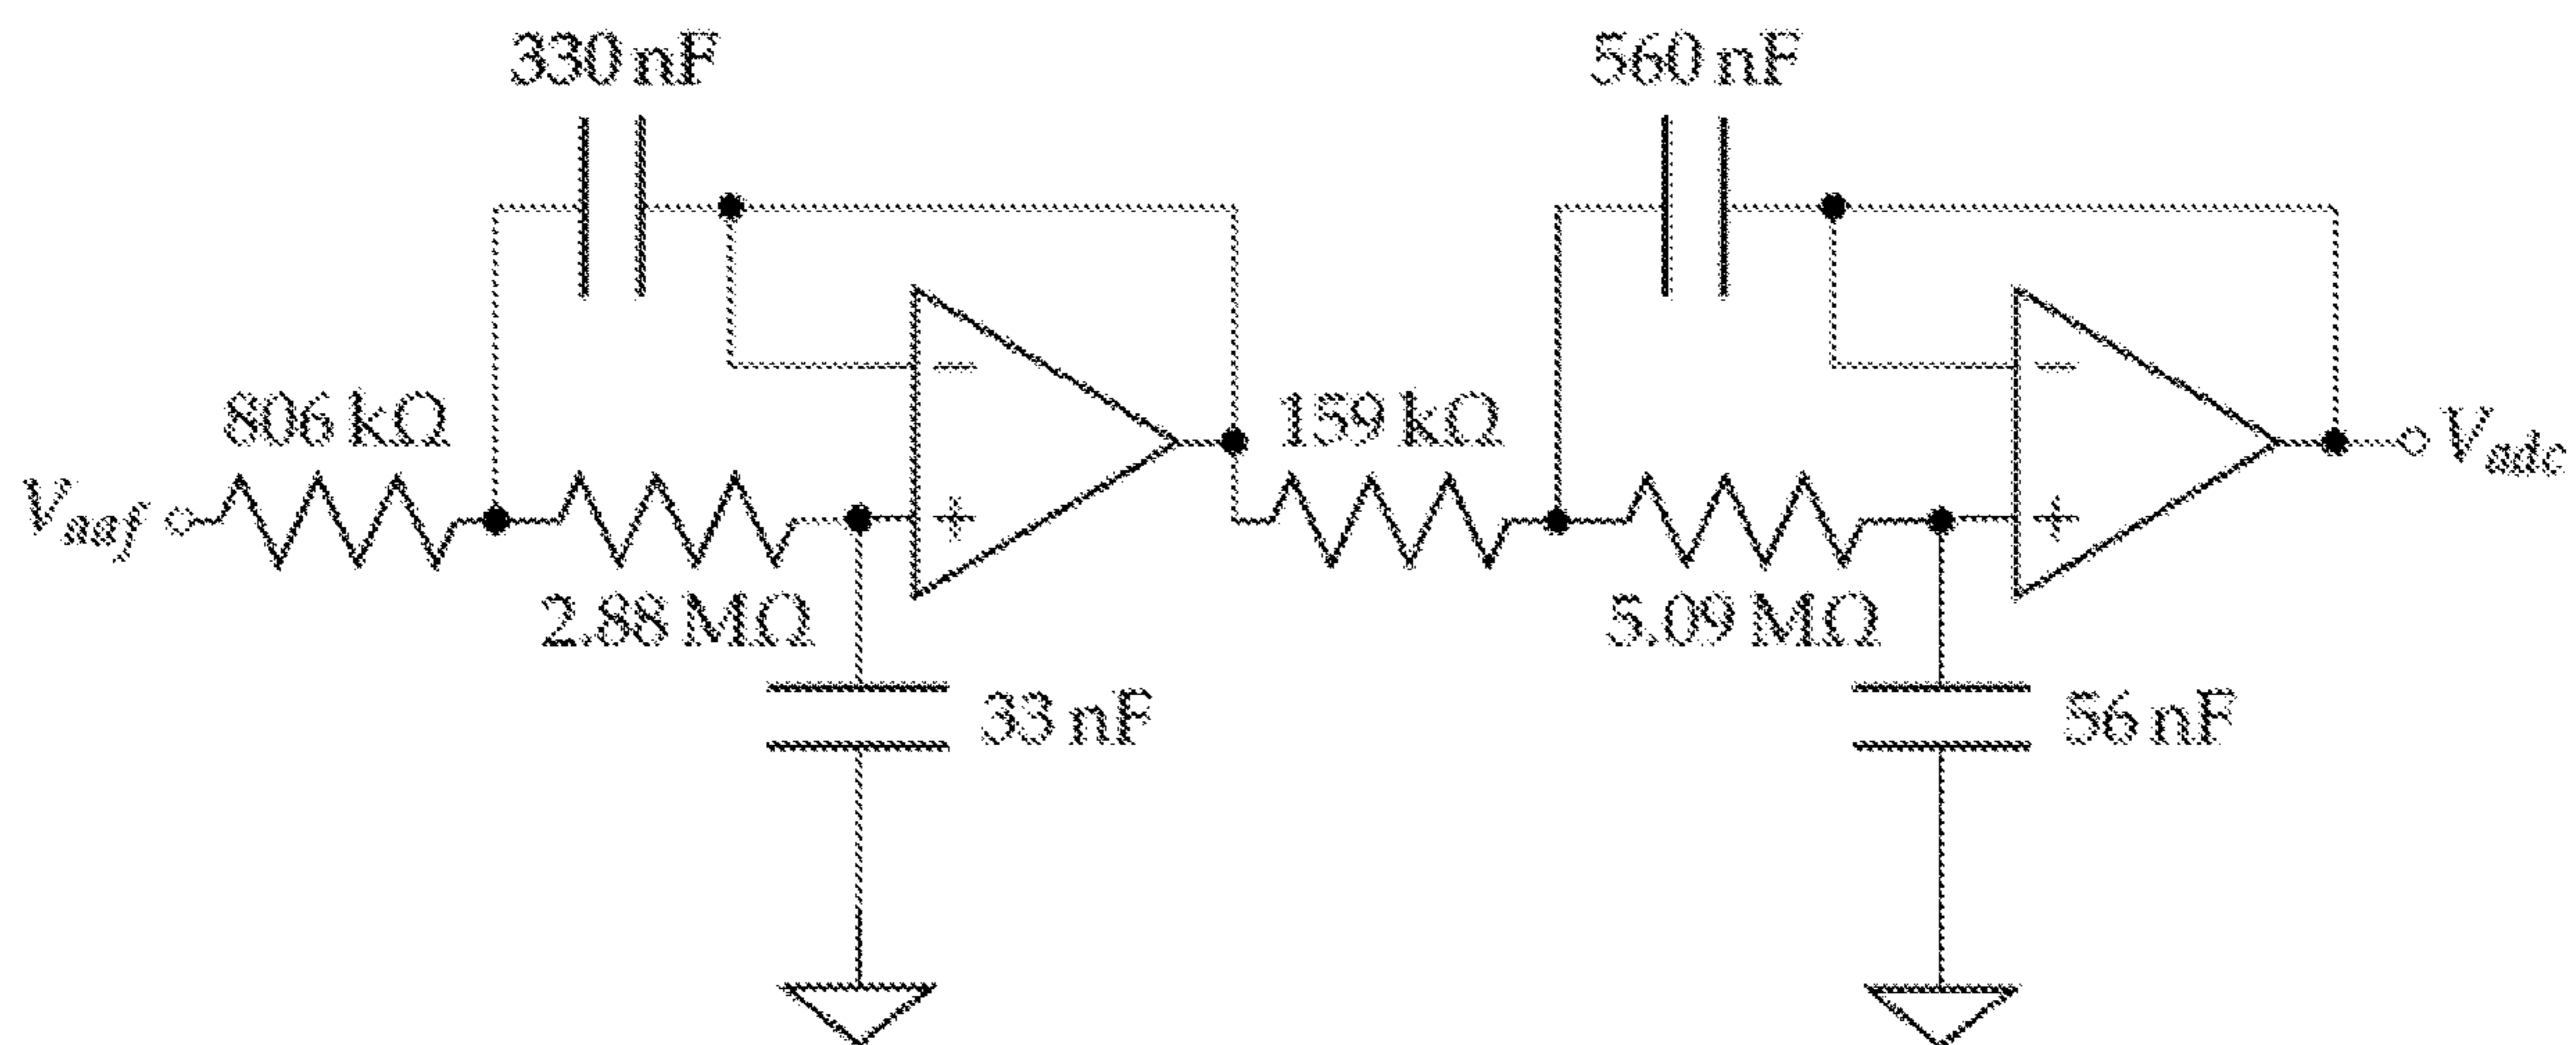 330 nF
560 nF
806 kΩ
159 kΩ
V_aaf
V_adc
−
−
+
+
2.88 MΩ
5.09 MΩ
33 nF
56 nF